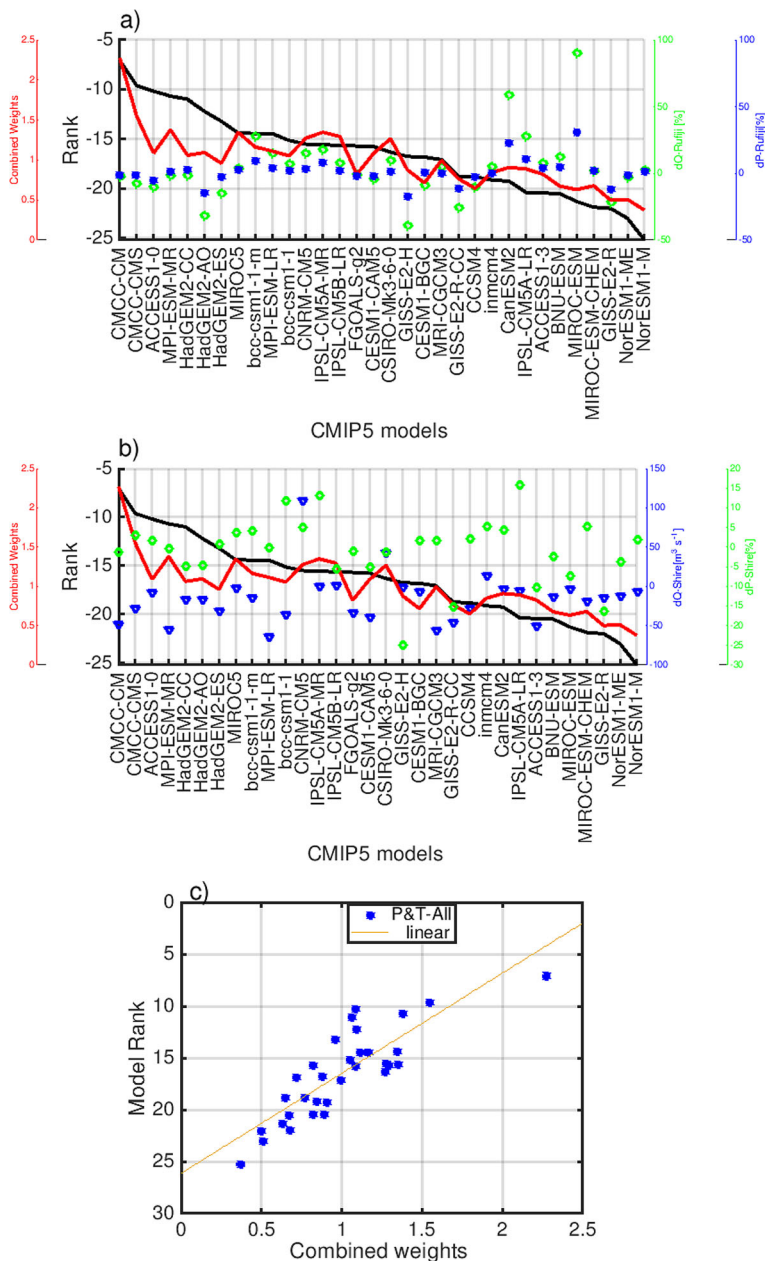 a)
2.5
2
1.5
1
0.5
0
Combined Weights
-5
-10
-15
-20
-25
Rank
100
50
0
-50
dQ-Rufiji [%]
100
50
0
-50
dP-Rufiji[%]
CMCC-CM
CMCC-CMS
ACCESS1-0
MPI-ESM-MR
HadGEM2-CC
HadGEM2-AO
HadGEM2-ES
MIROC5
bcc-csm1-1-m
MPI-ESM-LR
bcc-csm1-1
CNRM-CM5
IPSL-CM5A-MR
IPSL-CM5B-LR
FGOALS-g2
CESM1-CAM5
CSIRO-Mk3-6-0
GISS-E2-H
CESM1-BGC
MRI-CGCM3
GISS-E2-R-CC
CCSM4
inmcm4
CanESM2
IPSL-CM5A-LR
ACCESS1-3
BNU-ESM
MIROC-ESM
MIROC-ESM-CHEM
GISS-E2-R
NorESM1-ME
NorESM1-M
CMIP5 models
b)
2.5
2
1.5
1
0.5
0
Combined Weights
-5
-10
-15
-20
-25
Rank
150
100
50
0
-50
-100
dQ-Shire[m³ s⁻¹]
20
15
10
5
0
-5
-10
-15
-20
-25
-30
dP-Shire[%]
CMCC-CM
CMCC-CMS
ACCESS1-0
MPI-ESM-MR
HadGEM2-CC
HadGEM2-AO
HadGEM2-ES
MIROC5
bcc-csm1-1-m
MPI-ESM-LR
bcc-csm1-1
CNRM-CM5
IPSL-CM5A-MR
IPSL-CM5B-LR
FGOALS-g2
CESM1-CAM5
CSIRO-Mk3-6-0
GISS-E2-H
CESM1-BGC
MRI-CGCM3
GISS-E2-R-CC
CCSM4
inmcm4
CanESM2
IPSL-CM5A-LR
ACCESS1-3
BNU-ESM
MIROC-ESM
MIROC-ESM-CHEM
GISS-E2-R
NorESM1-ME
NorESM1-M
CMIP5 models
c)
P&T-All
linear
0
5
10
15
20
25
30
Model Rank
0
0.5
1
1.5
2
2.5
Combined weights